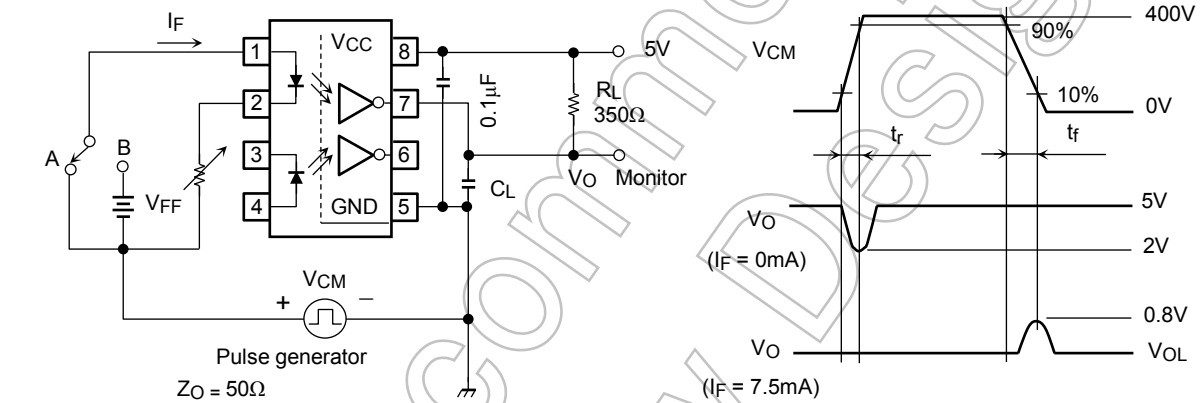 IF
1
2
3
4
VCC
GND
8
7
6
5
5V
0.1μF
RL
350Ω
CL
VO Monitor
A
B
VFF
VCM
+
−
Pulse generator
ZO = 50Ω
VCM
400V
90%
10%
0V
tr
tf
VO
(IF = 0mA)
5V
2V
0.8V
VO
VOL
(IF = 7.5mA)